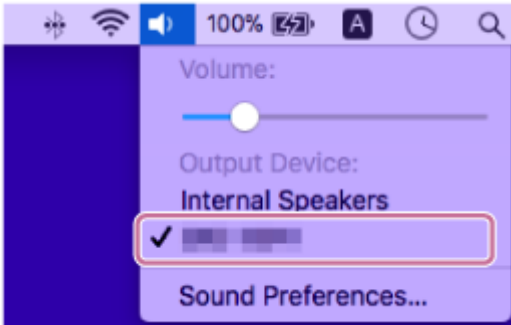 100% A
Volume:
Output Device:
Internal Speakers
Sound Preferences...